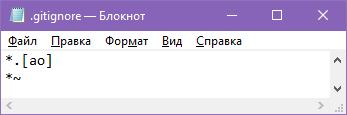 .gitignore — Блокнот
Файл Правка Формат Вид Справка
*.[ao]
*~